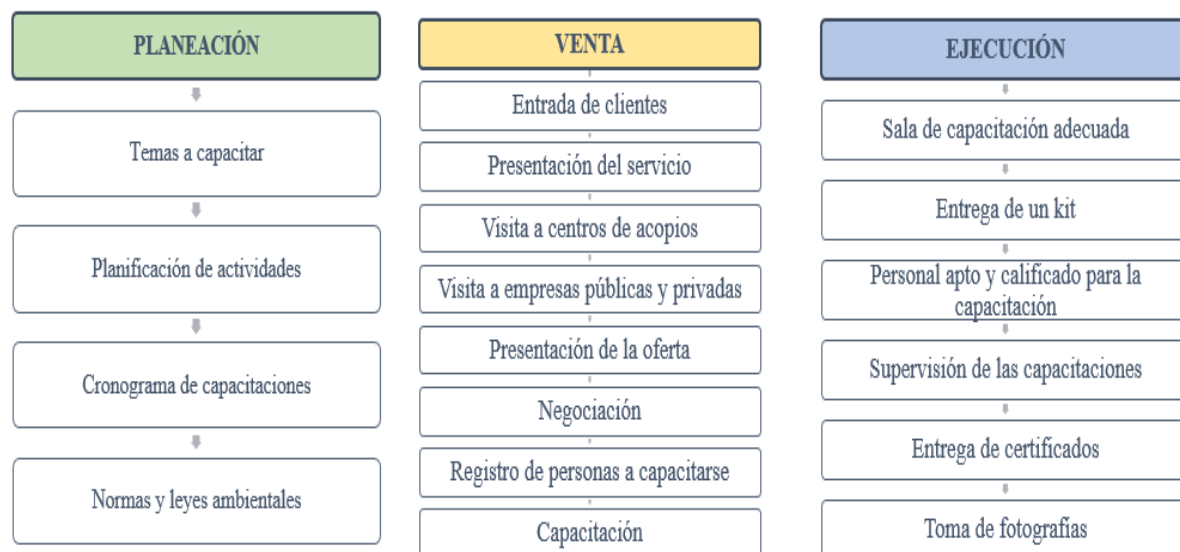 PLANEACIÓN
Temas a capacitar
Planificación de actividades
Cronograma de capacitaciones
Normas y leyes ambientales
VENTA
Entrada de clientes
Presentación del servicio
Visita a centros de acopios
Visita a empresas públicas y privadas
Presentación de la oferta
Negociación
Registro de personas a capacitarse
Capacitación
EJECUCIÓN
Sala de capacitación adecuada
Entrega de un kit
Personal apto y calificado para la
capacitación
Supervisión de las capacitaciones
Entrega de certificados
Toma de fotografías